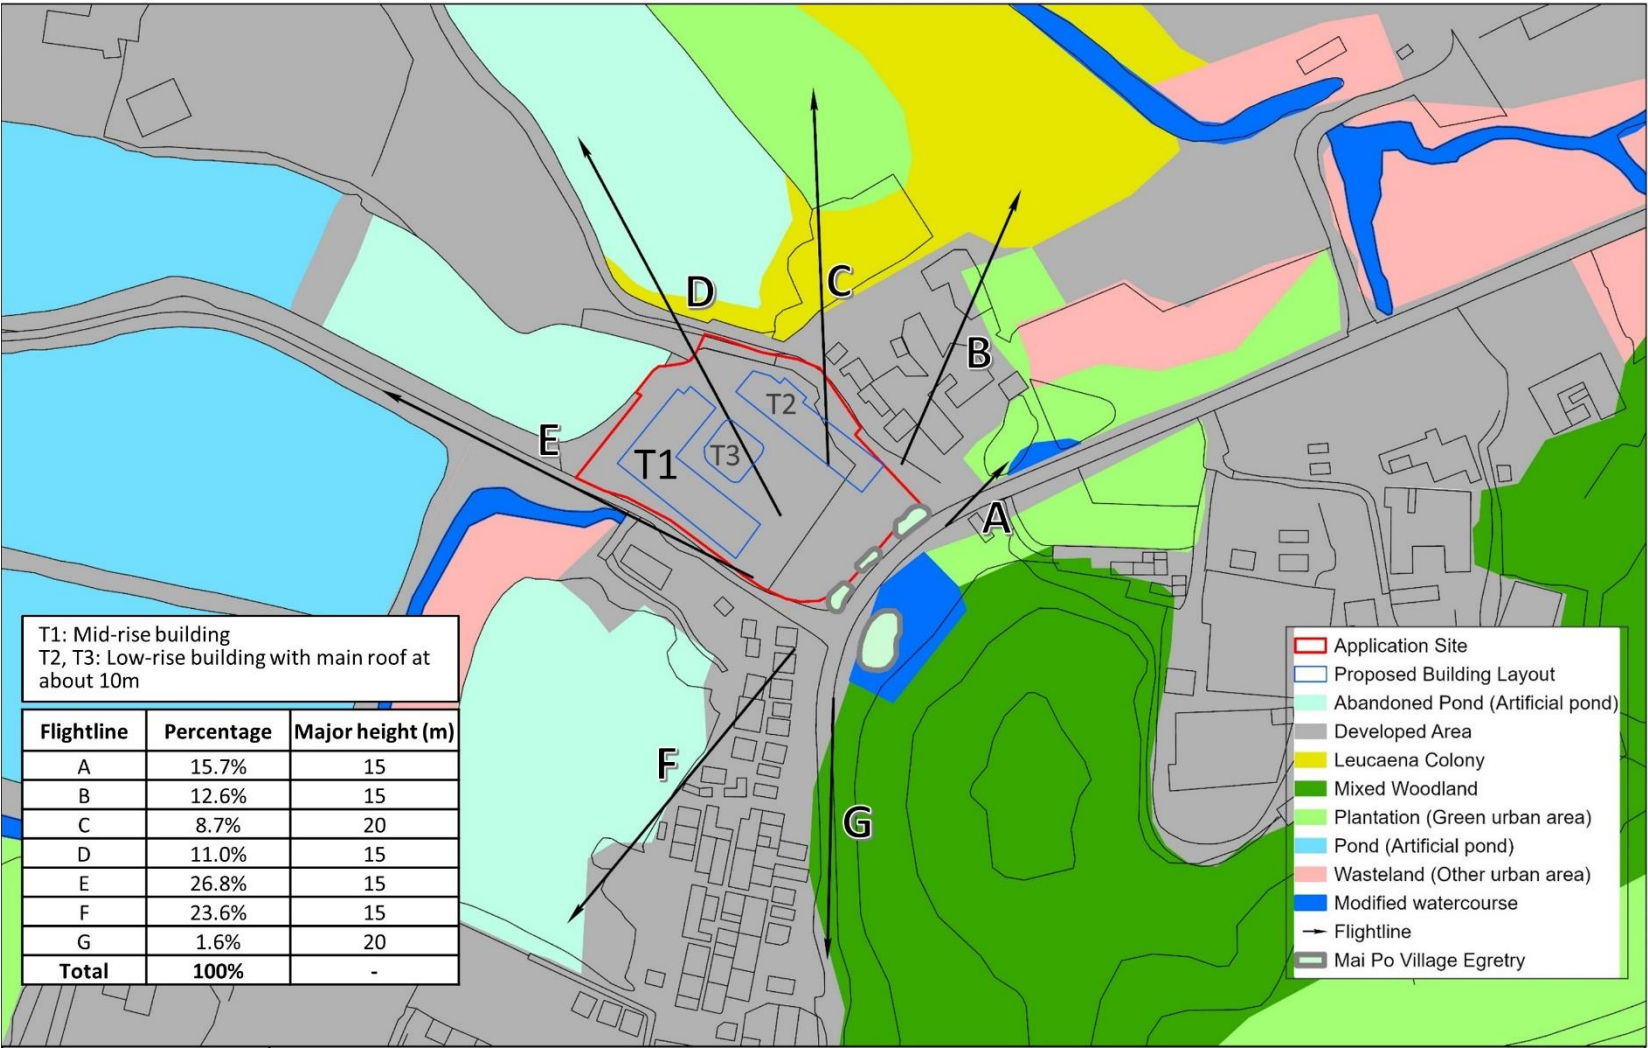 D
C
B
E
T2
T1
T3
A
F
G
T1: Mid-rise building
T2, T3: Low-rise building with main roof at
about 10m
Flightline Percentage Major height (m)
A 15.7% 15
B 12.6% 15
C 8.7% 20
D 11.0% 15
E 26.8% 15
F 23.6% 15
G 1.6% 20
Total 100% -
Application Site
Proposed Building Layout
Abandoned Pond (Artificial pond)
Developed Area
Leucaena Colony
Mixed Woodland
Plantation (Green urban area)
Pond (Artificial pond)
Wasteland (Other urban area)
Modified watercourse
Flightline
Mai Po Village Egretry